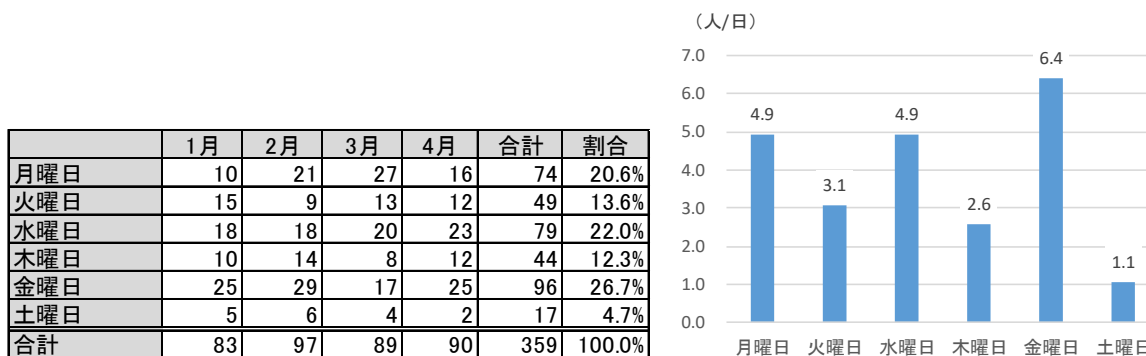 1月 2月 3月 4月 合計 割合
月曜日 10 21 27 16 74 20.6%
火曜日 15 9 13 12 49 13.6%
水曜日 18 18 20 23 79 22.0%
木曜日 10 14 8 12 44 12.3%
金曜日 25 29 17 25 96 26.7%
土曜日 5 6 4 2 17 4.7%
合計 83 97 89 90 359 100.0%
（人/日）
7.0
6.0
5.0
4.0
3.0
2.0
1.0
0.0
4.9 3.1 4.9 2.6 6.4 1.1
月曜日 火曜日 水曜日 木曜日 金曜日 土曜日